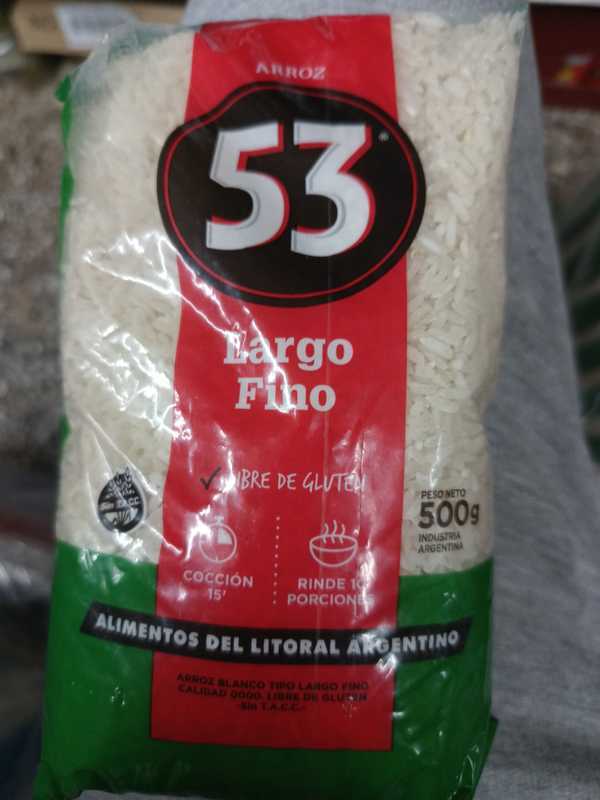 ARROZ
53
Largo
Fino
LIBRE DE GLUTEN
Sin T.A.C.C.
PESO NETO
500g
INDUSTRIA
ARGENTINA
COCCIÓN
15'
RINDE 10
PORCIONES
ALIMENTOS DEL LITORAL ARGENTINO
ARROZ BLANCO TIPO LARGO FINO
CALIDAD 0000. LIBRE DE GLUTEN
-Sin T.A.C.C.-